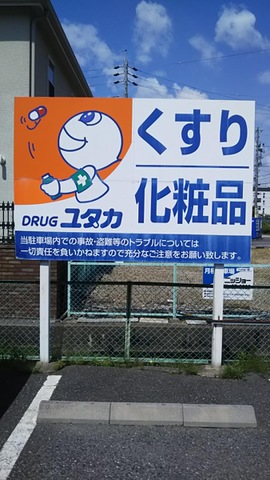 くすり
化粧品
DRUG ユタカ
当駐車場内での事故・盗難等のトラブルについては
一切責任を負いかねますので充分なご注意をお願い致します。